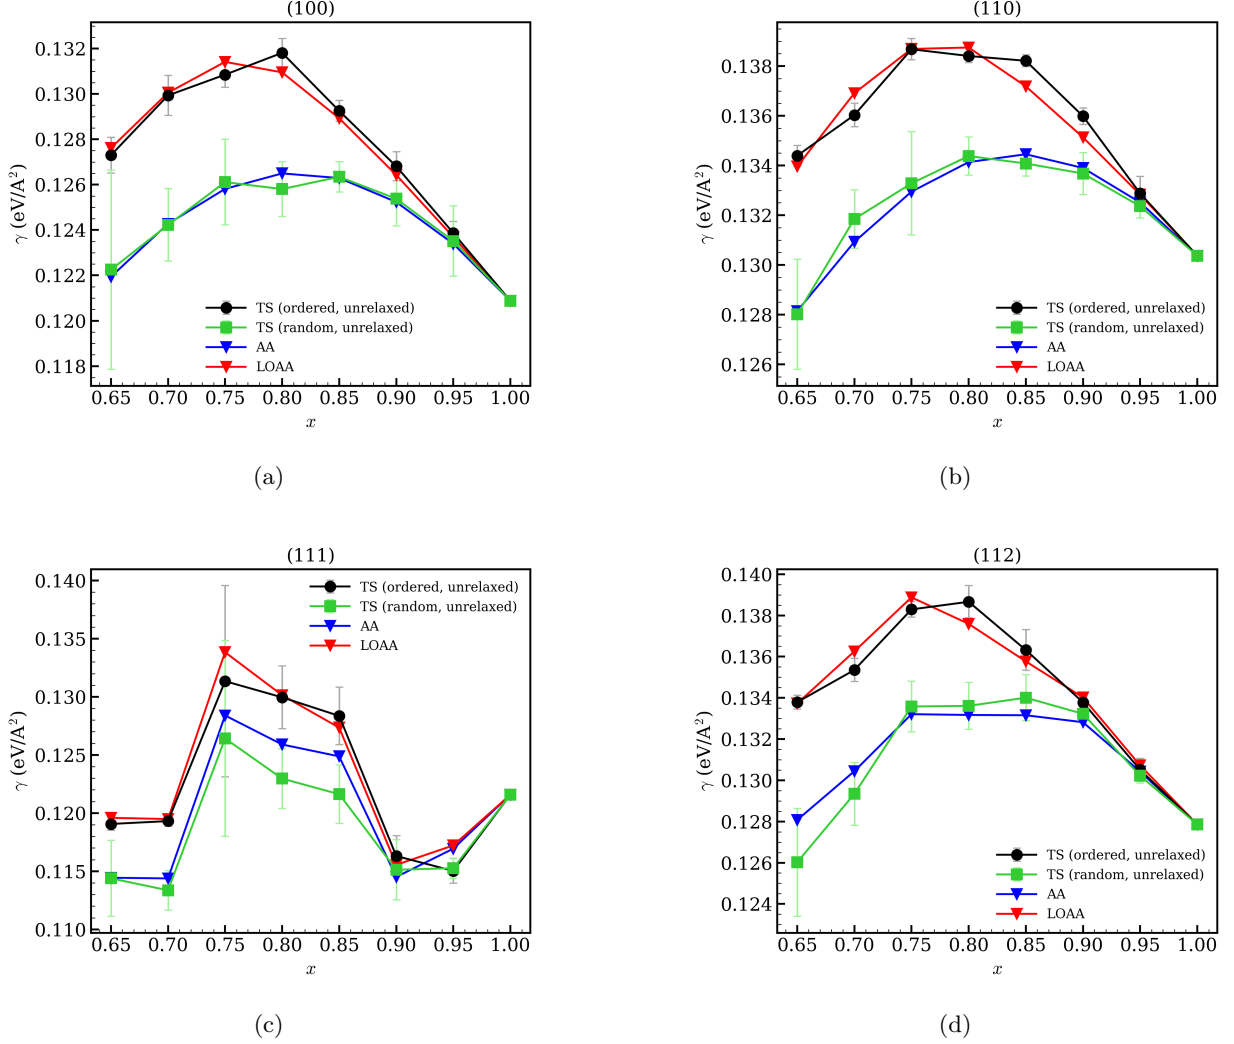 (100)
γ (eV/A²)
0.132
0.130
0.128
0.126
0.124
0.122
0.120
0.118
TS (ordered, unrelaxed)
TS (random, unrelaxed)
AA
LOAA
0.65 0.70 0.75 0.80 0.85 0.90 0.95 1.00
x
(a)
(110)
γ (eV/A²)
0.138
0.136
0.134
0.132
0.130
0.128
0.126
TS (ordered, unrelaxed)
TS (random, unrelaxed)
AA
LOAA
0.65 0.70 0.75 0.80 0.85 0.90 0.95 1.00
x
(b)
(111)
γ (eV/A²)
0.140
0.135
0.130
0.125
0.120
0.115
0.110
TS (ordered, unrelaxed)
TS (random, unrelaxed)
AA
LOAA
0.65 0.70 0.75 0.80 0.85 0.90 0.95 1.00
x
(c)
(112)
γ (eV/A²)
0.140
0.138
0.136
0.134
0.132
0.130
0.128
0.126
0.124
TS (ordered, unrelaxed)
TS (random, unrelaxed)
AA
LOAA
0.65 0.70 0.75 0.80 0.85 0.90 0.95 1.00
x
(d)